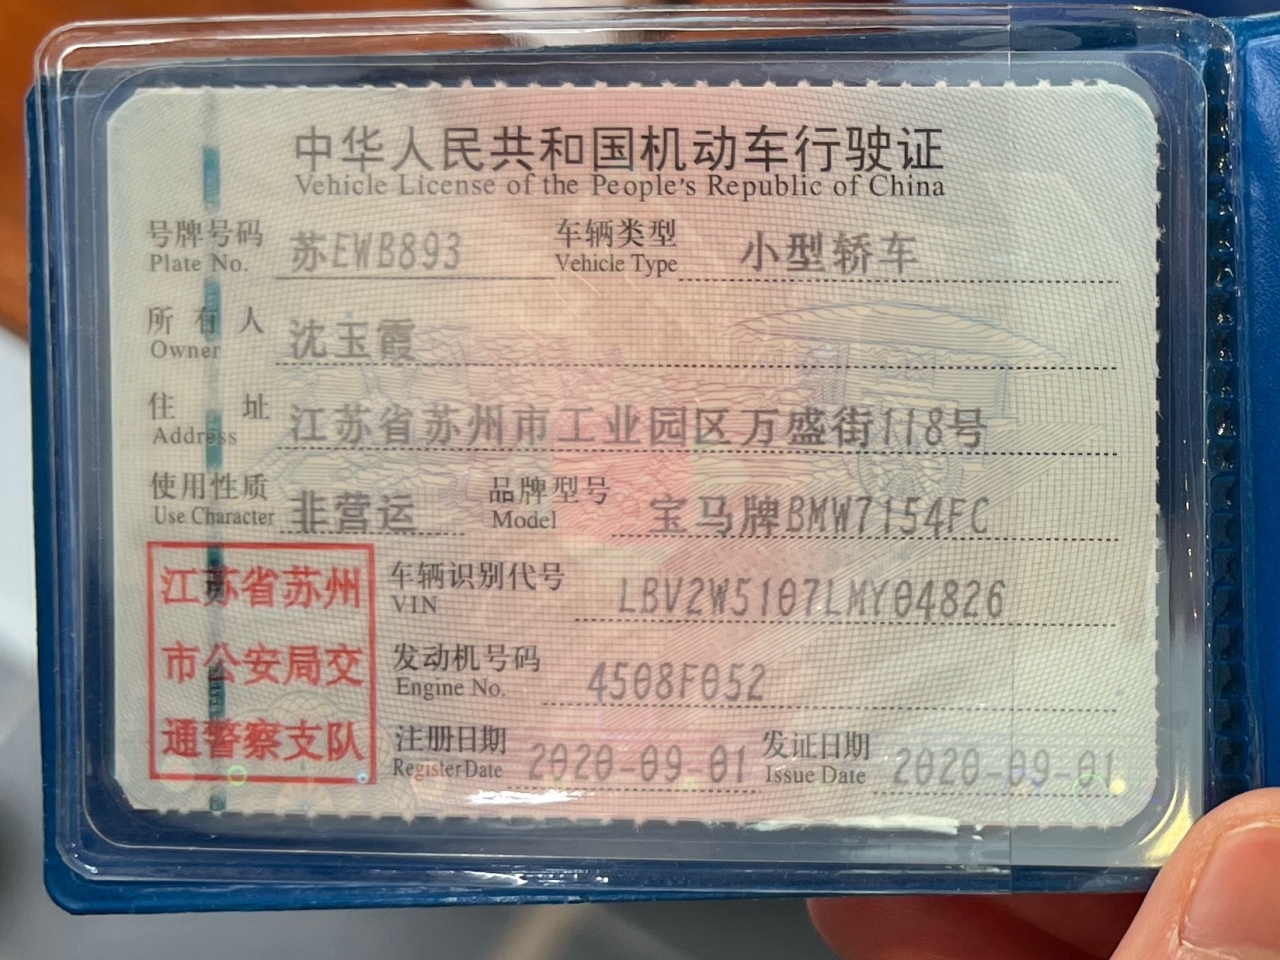 中华人民共和国机动车行驶证
Vehicle License of the People's Republic of China
号牌号码 苏EWB893 车辆类型 小型轿车
Plate No. Vehicle Type
所有人 沈玉霞
Owner
住址 江苏省苏州市工业园区万盛街118号
Address
使用性质 非营运 品牌型号 宝马牌BMW7154FC
Use Character Model
江苏省苏州
市公安局交
通警察支队
车辆识别代号 LBV2W5107LMY04826
VIN
发动机号码 4508F052
Engine No.
注册日期 2020-09-01 发证日期 2020-09-01
Register Date Issue Date